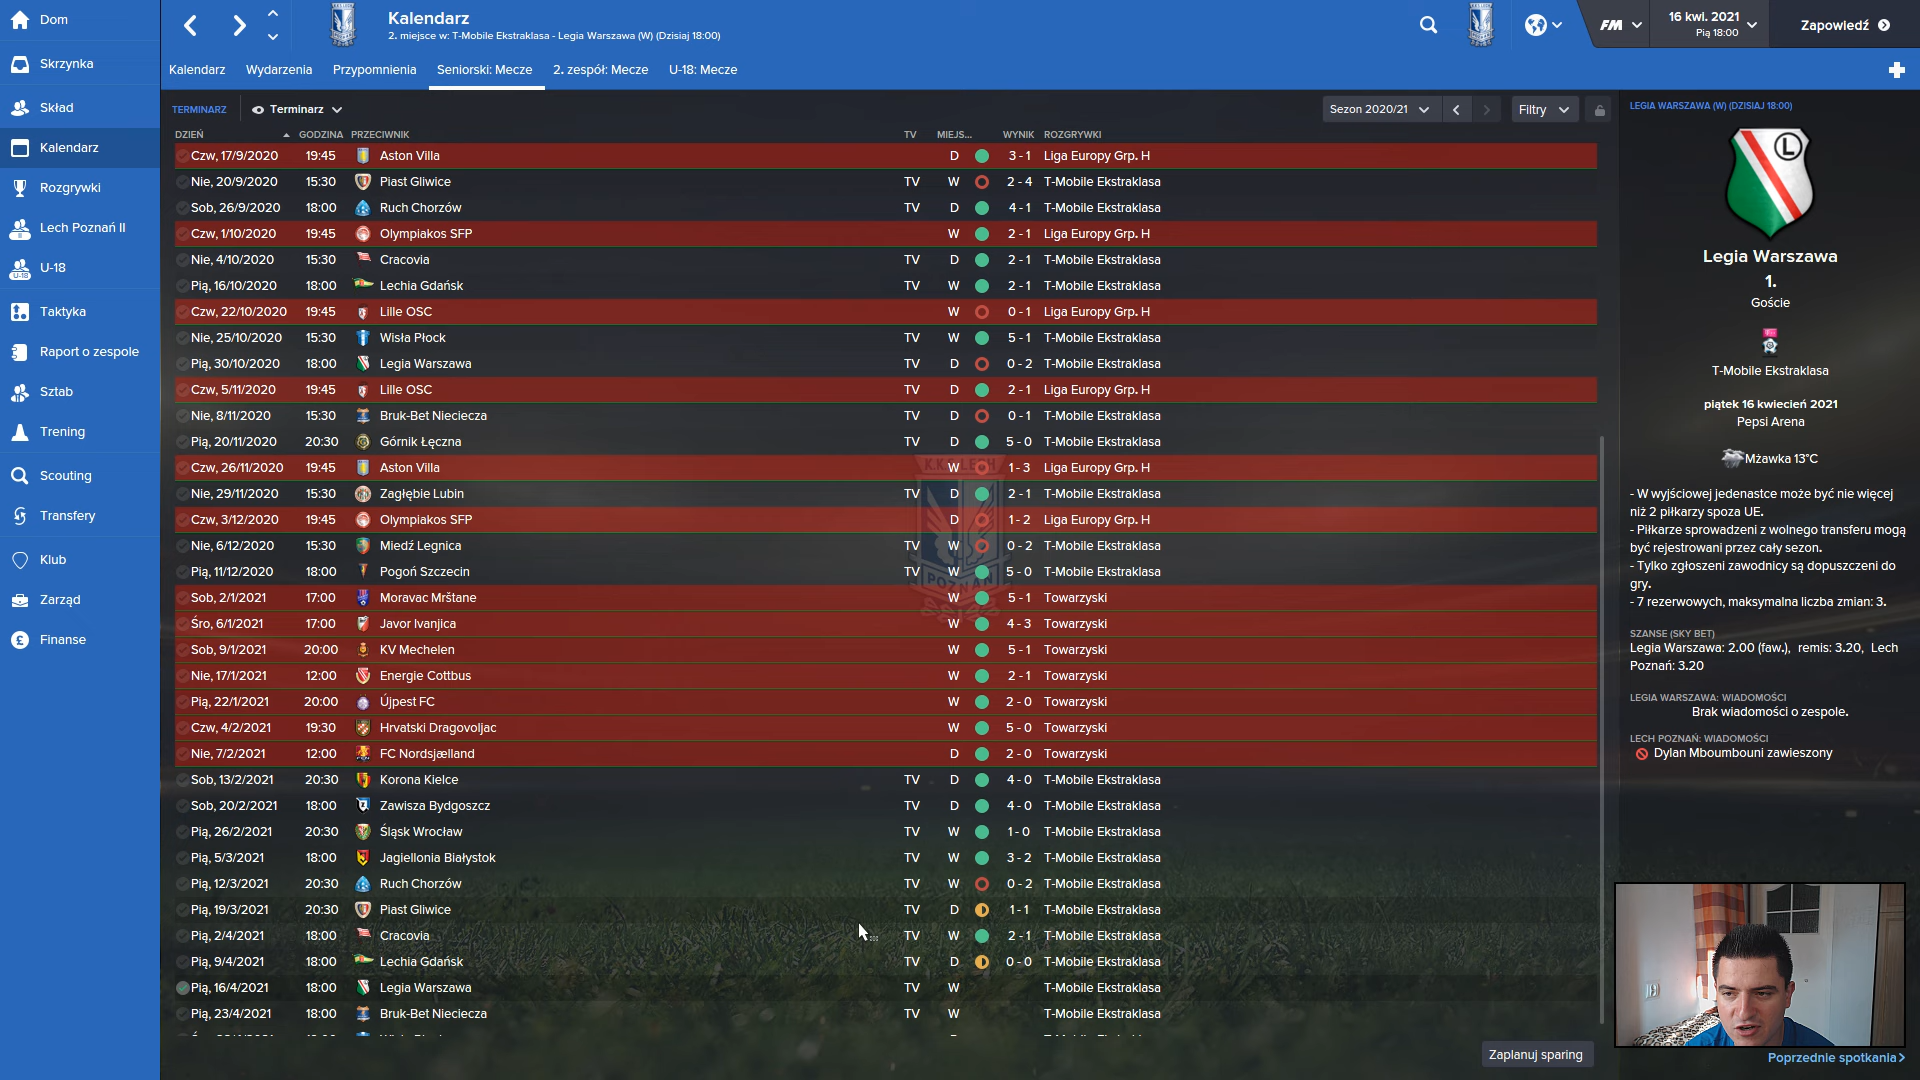 Dom
Skrzynka
Skład
Kalendarz
Rozgrywki
Lech Poznań II
U-18
Taktyka
Raport o zespole
Sztab
Trening
Scouting
Transfery
Klub
Zarząd
Finanse
Kalendarz
2. miejsce w: T-Mobile Ekstraklasa - Legia Warszawa (W) (Dzisiaj 18:00)
FM
16 kwi. 2021
Pią 18:00
Zapowiedź
Kalendarz Wydarzenia Przypomnienia Seniorski: Mecze 2. zespół: Mecze U-18: Mecze
TERMINARZ Terminarz Sezon 2020/21 Filtry
DZIEŃ GODZINA PRZECIWNIK TV MIEJS... WYNIK ROZGRYWKI
Czw, 17/9/2020 19:45 Aston Villa D 3 - 1 Liga Europy Grp. H
Nie, 20/9/2020 15:30 Piast Gliwice TV W 2 - 4 T-Mobile Ekstraklasa
Sob, 26/9/2020 18:00 Ruch Chorzów TV D 4 - 1 T-Mobile Ekstraklasa
Czw, 1/10/2020 19:45 Olympiakos SFP W 2 - 1 Liga Europy Grp. H
Nie, 4/10/2020 15:30 Cracovia TV D 2 - 1 T-Mobile Ekstraklasa
Pią, 16/10/2020 18:00 Lechia Gdańsk TV W 2 - 1 T-Mobile Ekstraklasa
Czw, 22/10/2020 19:45 Lille OSC W 0 - 1 Liga Europy Grp. H
Nie, 25/10/2020 15:30 Wisła Płock TV W 5 - 1 T-Mobile Ekstraklasa
Pią, 30/10/2020 18:00 Legia Warszawa TV D 0 - 2 T-Mobile Ekstraklasa
Czw, 5/11/2020 19:45 Lille OSC TV D 2 - 1 Liga Europy Grp. H
Nie, 8/11/2020 15:30 Bruk-Bet Nieciecza TV D 0 - 1 T-Mobile Ekstraklasa
Pią, 20/11/2020 20:30 Górnik Łęczna TV D 5 - 0 T-Mobile Ekstraklasa
Czw, 26/11/2020 19:45 Aston Villa W 1 - 3 Liga Europy Grp. H
Nie, 29/11/2020 15:30 Zagłębie Lubin TV D 2 - 1 T-Mobile Ekstraklasa
Czw, 3/12/2020 19:45 Olympiakos SFP D 1 - 2 Liga Europy Grp. H
Nie, 6/12/2020 15:30 Miedź Legnica TV W 0 - 2 T-Mobile Ekstraklasa
Pią, 11/12/2020 18:00 Pogoń Szczecin TV W 5 - 0 T-Mobile Ekstraklasa
Sob, 2/1/2021 17:00 Moravac Mrštane W 5 - 1 Towarzyski
Śro, 6/1/2021 17:00 Javor Ivanjica W 4 - 3 Towarzyski
Sob, 9/1/2021 20:00 KV Mechelen W 5 - 1 Towarzyski
Nie, 17/1/2021 12:00 Energie Cottbus W 2 - 1 Towarzyski
Pią, 22/1/2021 20:00 Újpest FC W 2 - 0 Towarzyski
Czw, 4/2/2021 19:30 Hrvatski Dragovoljac W 5 - 0 Towarzyski
Nie, 7/2/2021 12:00 FC Nordsjælland D 2 - 0 Towarzyski
Sob, 13/2/2021 20:30 Korona Kielce TV D 4 - 0 T-Mobile Ekstraklasa
Sob, 20/2/2021 18:00 Zawisza Bydgoszcz TV D 4 - 0 T-Mobile Ekstraklasa
Pią, 26/2/2021 20:30 Śląsk Wrocław TV W 1 - 0 T-Mobile Ekstraklasa
Pią, 5/3/2021 18:00 Jagiellonia Białystok TV W 3 - 2 T-Mobile Ekstraklasa
Pią, 12/3/2021 20:30 Ruch Chorzów TV W 0 - 2 T-Mobile Ekstraklasa
Pią, 19/3/2021 20:30 Piast Gliwice TV D 1 - 1 T-Mobile Ekstraklasa
Pią, 2/4/2021 18:00 Cracovia TV W 2 - 1 T-Mobile Ekstraklasa
Pią, 9/4/2021 18:00 Lechia Gdańsk TV D 0 - 0 T-Mobile Ekstraklasa
Pią, 16/4/2021 18:00 Legia Warszawa TV W T-Mobile Ekstraklasa
Pią, 23/4/2021 18:00 Bruk-Bet Nieciecza TV W T-Mobile Ekstraklasa
K.K.S. LECH
POZNAŃ
Zaplanuj sparing
LEGIA WARSZAWA (W) (DZISIAJ 18:00)
L
Legia Warszawa
1.
Goście
T-Mobile Ekstraklasa
piątek 16 kwiecień 2021
Pepsi Arena
Mżawka 13°C
- W wyjściowej jedenastce może być nie więcej
niż 2 piłkarzy spoza UE.
- Piłkarze sprowadzeni z wolnego transferu mogą
być rejestrowani przez cały sezon.
- Tylko zgłoszeni zawodnicy są dopuszczeni do
gry.
- 7 rezerwowych, maksymalna liczba zmian: 3.
SZANSE (SKY BET)
Legia Warszawa: 2.00 (faw.), remis: 3.20, Lech
Poznań: 3.20
LEGIA WARSZAWA: WIADOMOŚCI
Brak wiadomości o zespole.
LECH POZNAŃ: WIADOMOŚCI
Dylan Mboumbouni zawieszony
Poprzednie spotkania